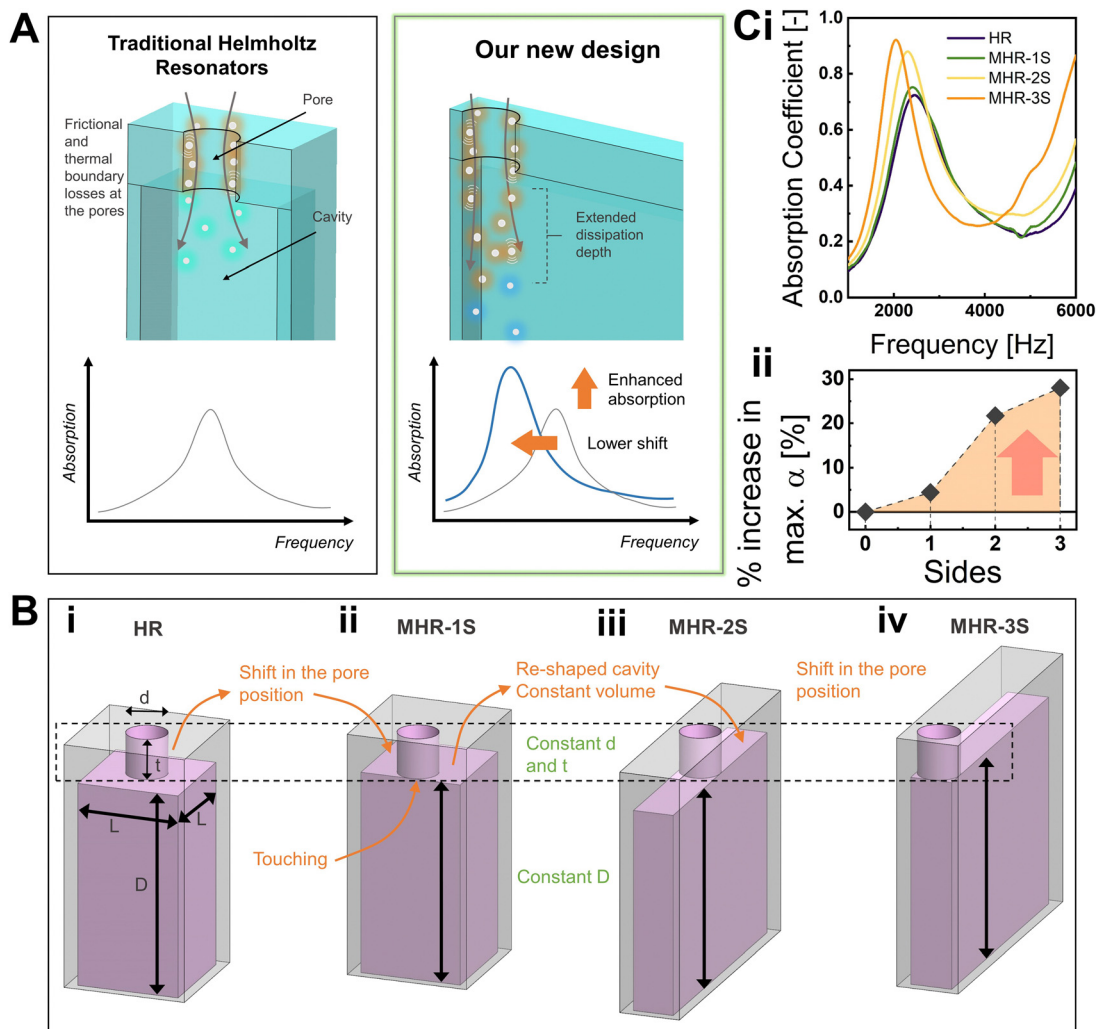 A
Traditional Helmholtz
Resonators
Frictional
and
thermal
boundary
losses at
the pores
Pore
Cavity
Absorption
Frequency
Our new design
Extended
dissipation
depth
Enhanced
absorption
Lower shift
Absorption
Frequency
Ci
Absorption Coefficient [-]
1.0
0.8
0.6
0.4
0.2
0.0
HR
MHR-1S
MHR-2S
MHR-3S
2000
4000
6000
Frequency [Hz]
ii
% increase in
max. α [%]
30
20
10
0
0
1
2
3
Sides
B
i
HR
ii
MHR-1S
iii
MHR-2S
iv
MHR-3S
Shift in the pore
position
Re-shaped cavity
Constant volume
Shift in the pore
position
d
t
Constant d
and t
L
L
D
Touching
Constant D